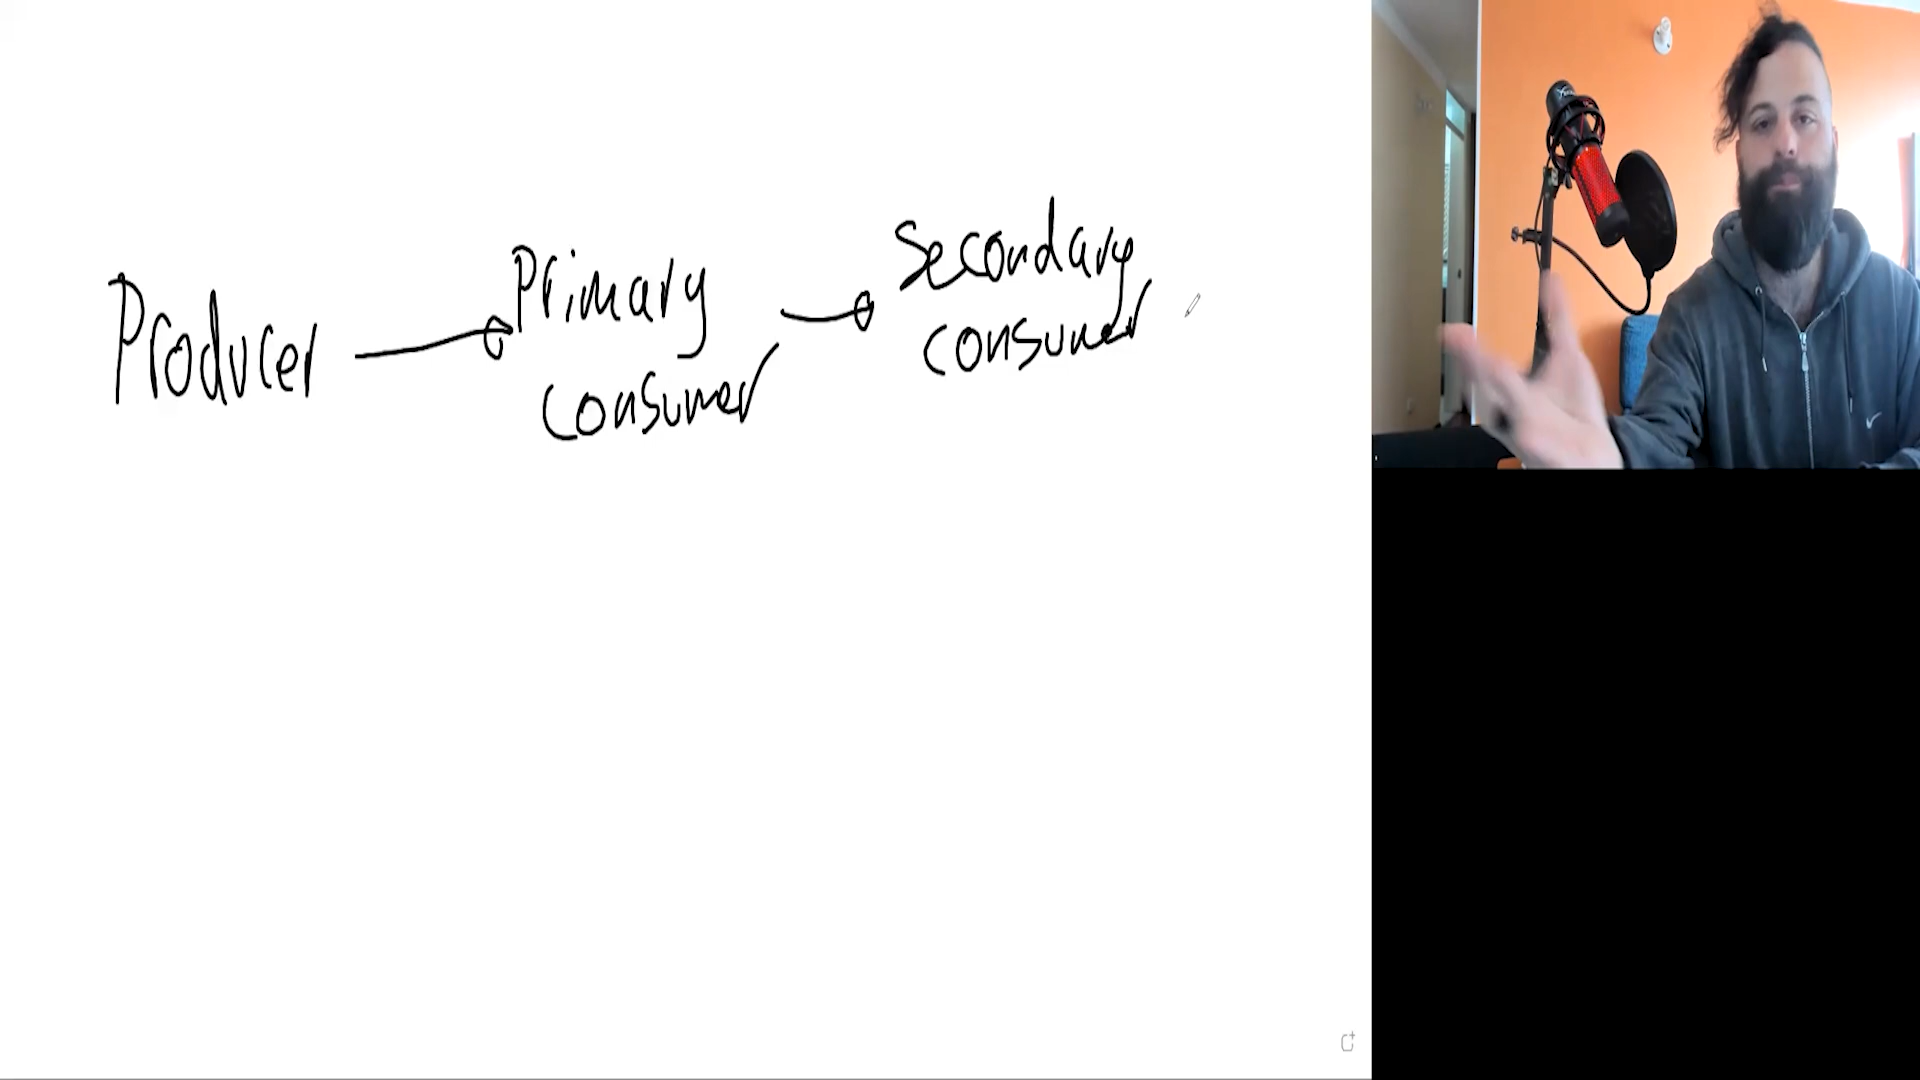 Producer
Primary
consumer
Secondary
consumer